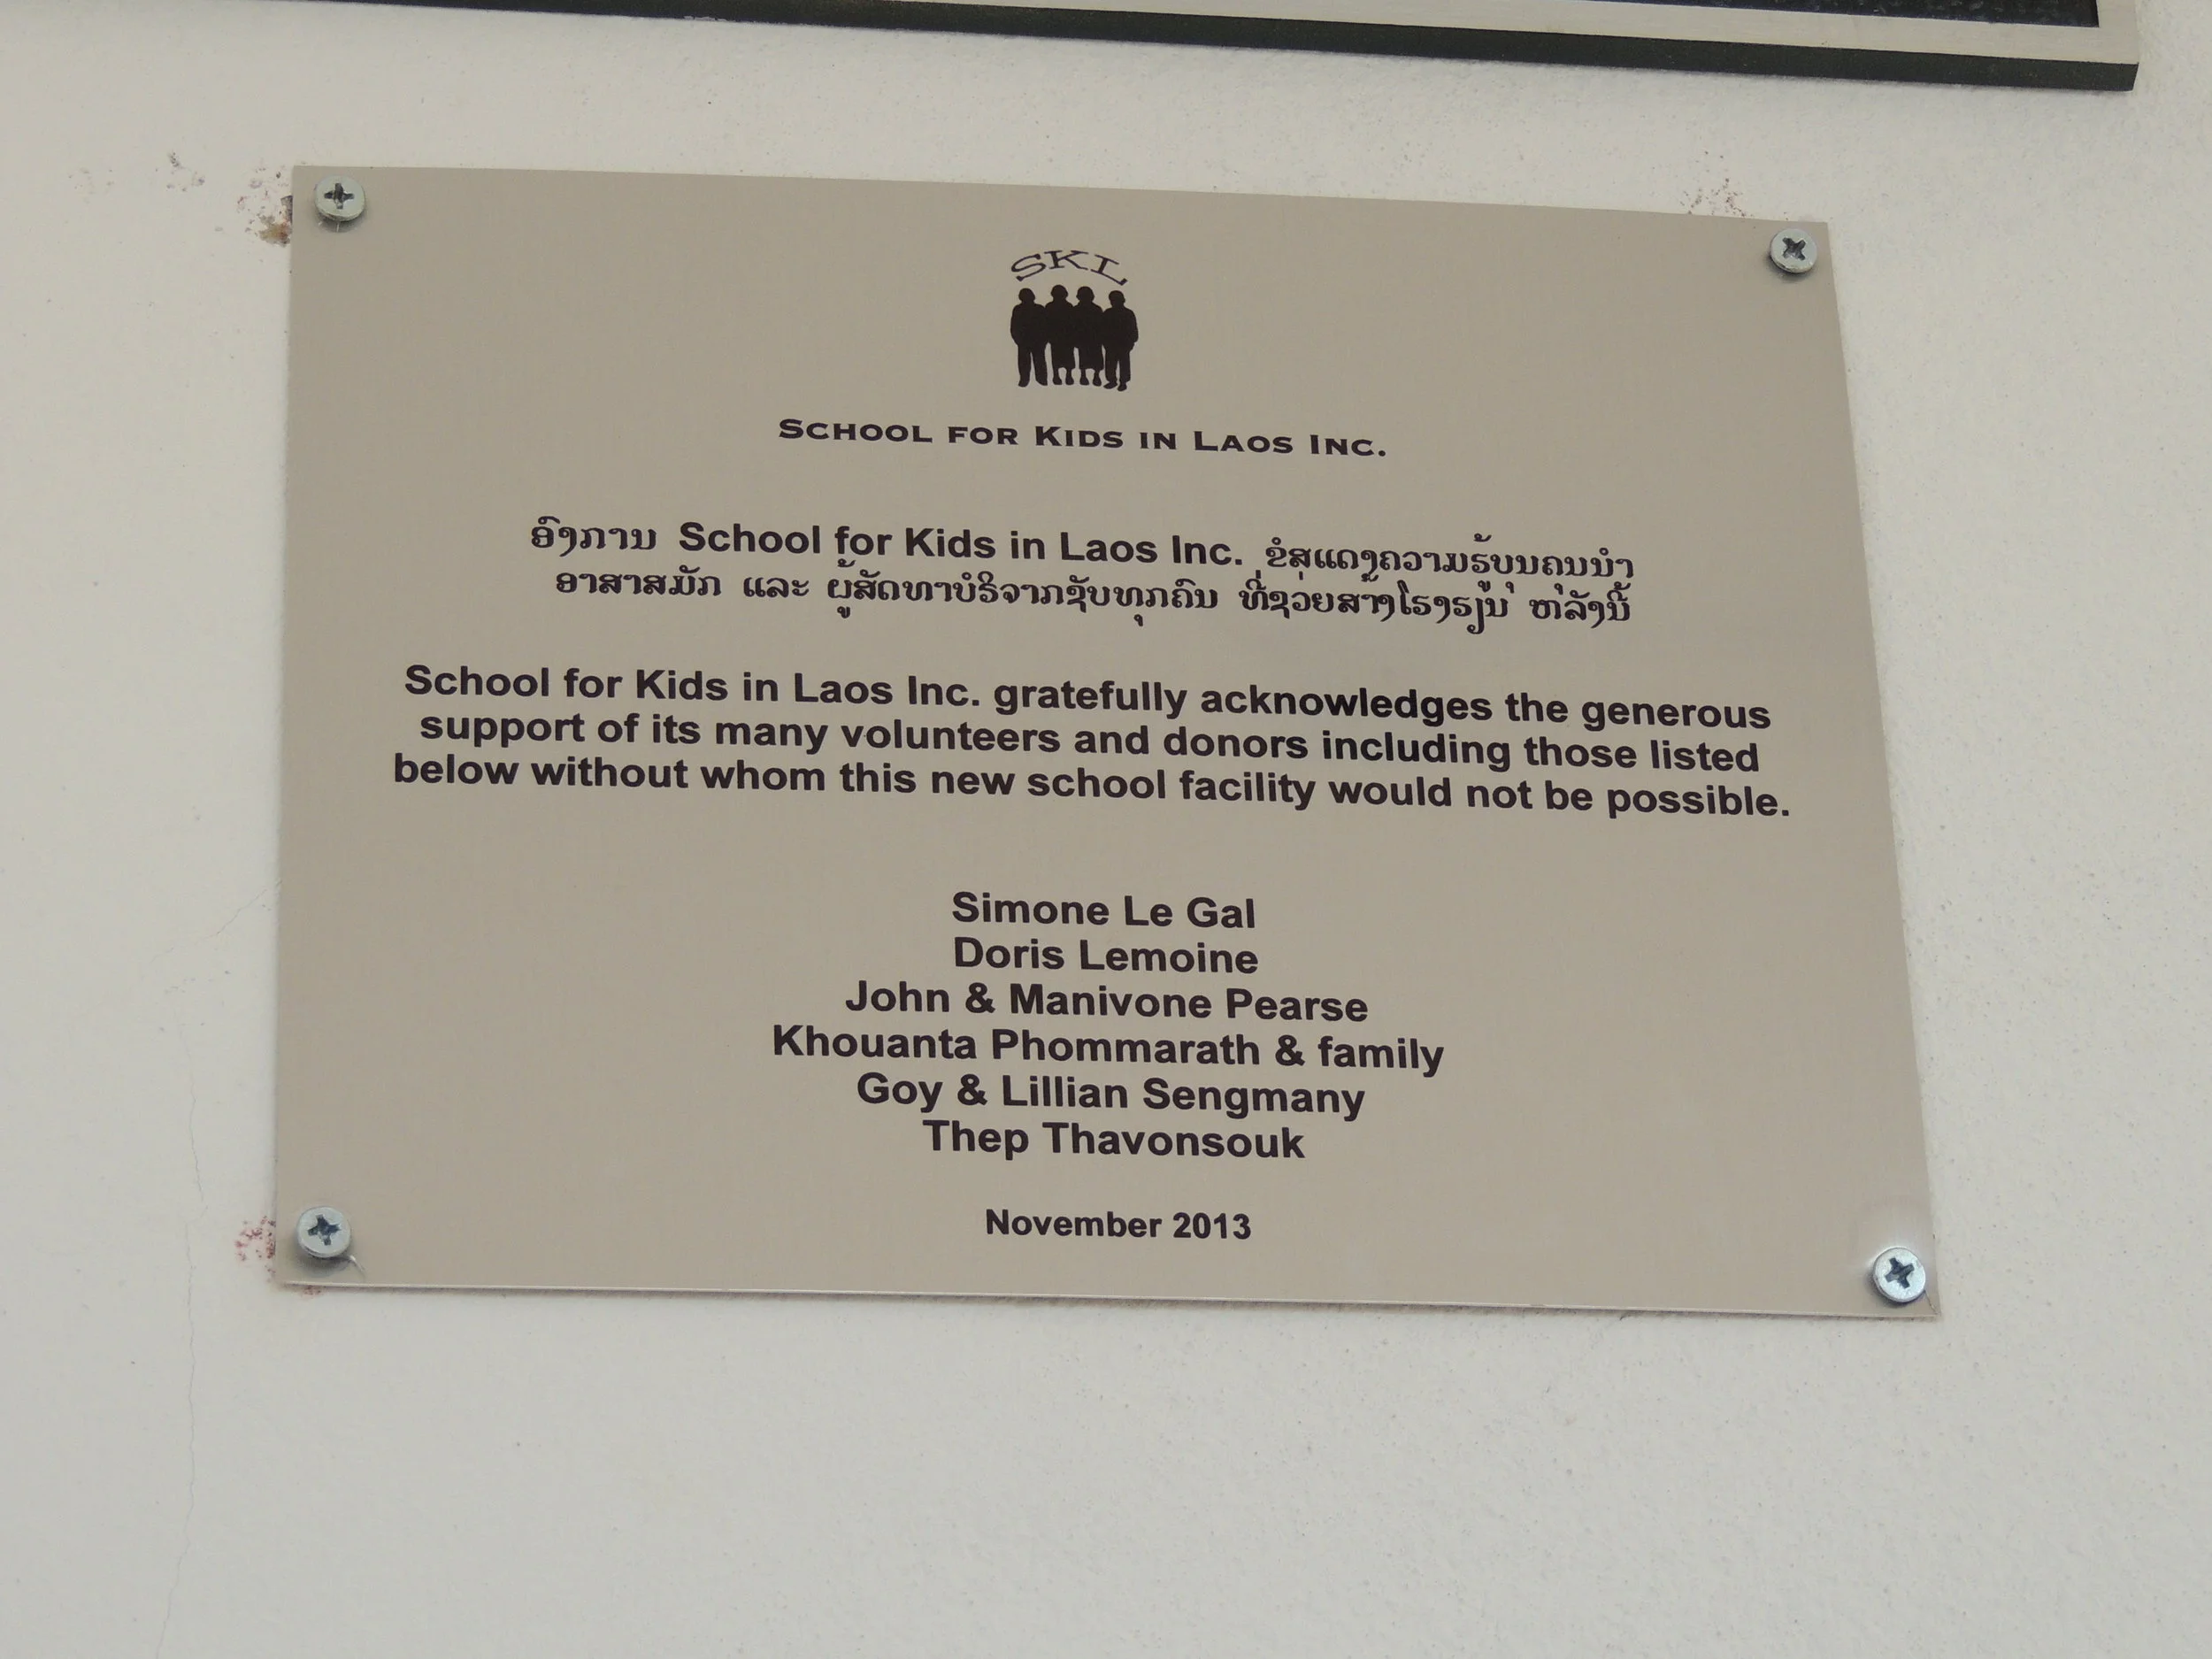 SKL
SCHOOL FOR KIDS IN LAOS INC.
ອົງການ School for Kids in Laos Inc. ຂໍສແດງຄວາມຮູ້ບຸນຄຸນນຳ
ອາສາສມັກ ແລະ ຜູ້ສັດທາບໍຣິຈາກຊັບທຸກຄົນ ທີ່ຊ່ວຍສ້າງໂຮງຮຽນ ຫລັງນີ້
School for Kids in Laos Inc. gratefully acknowledges the generous
support of its many volunteers and donors including those listed
below without whom this new school facility would not be possible.
Simone Le Gal
Doris Lemoine
John & Manivone Pearse
Khouanta Phommarath & family
Goy & Lillian Sengmany
Thep Thavonsouk
November 2013